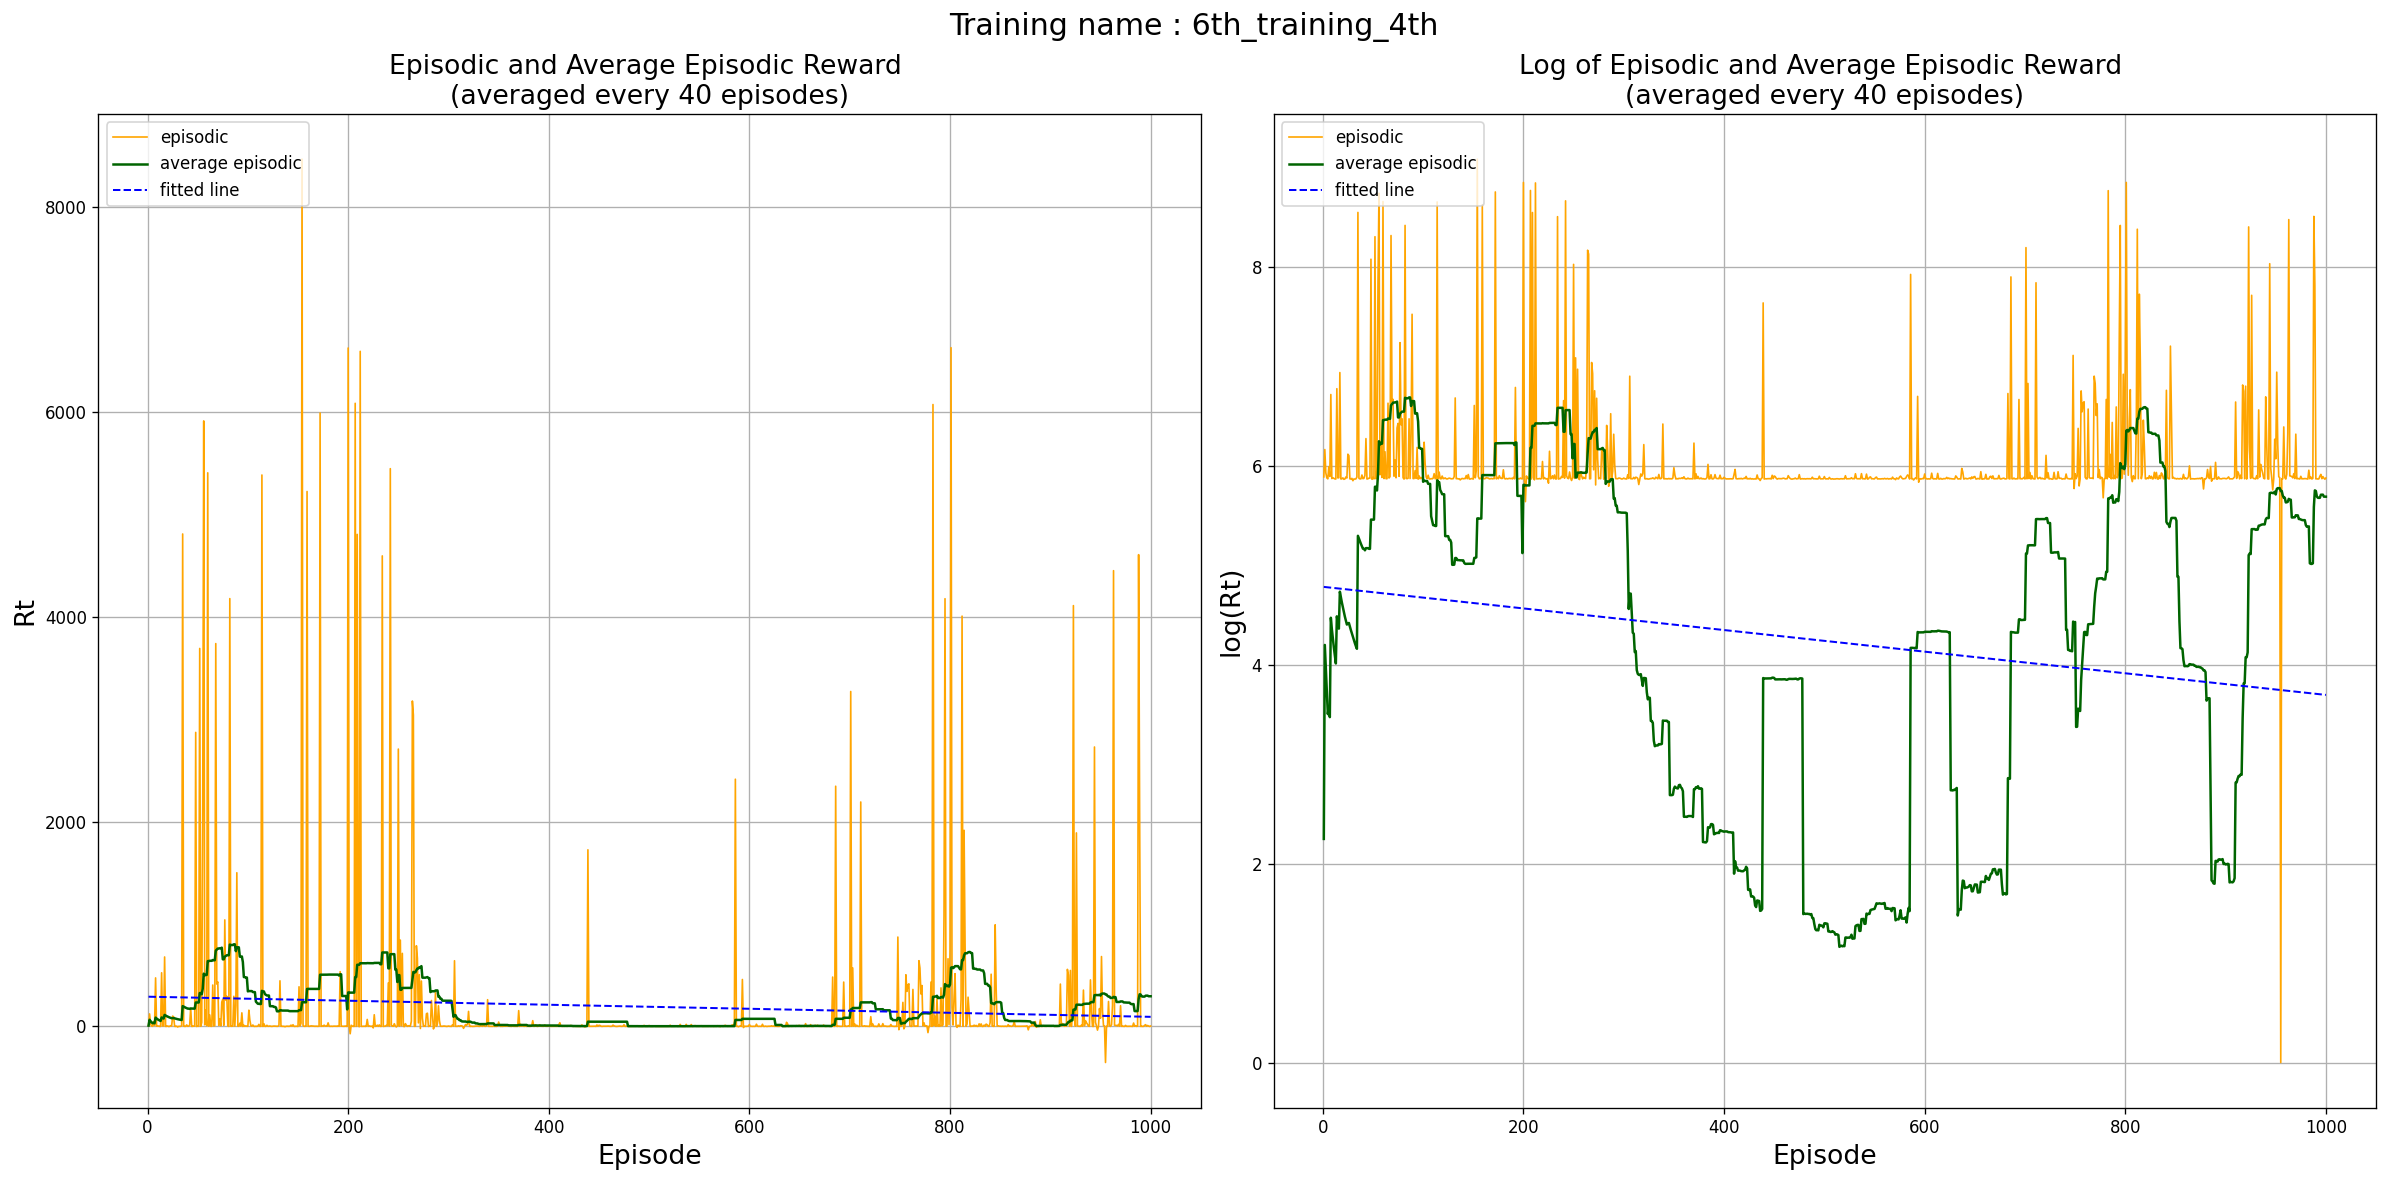 Training name : 6th_training_4th
Episodic and Average Episodic Reward
(averaged every 40 episodes)
episodic
average episodic
fitted line
8000
6000
4000
2000
0
Rt
0
200
400
600
800
1000
Episode
Log of Episodic and Average Episodic Reward
(averaged every 40 episodes)
episodic
average episodic
fitted line
8
6
4
2
0
log(Rt)
0
200
400
600
800
1000
Episode